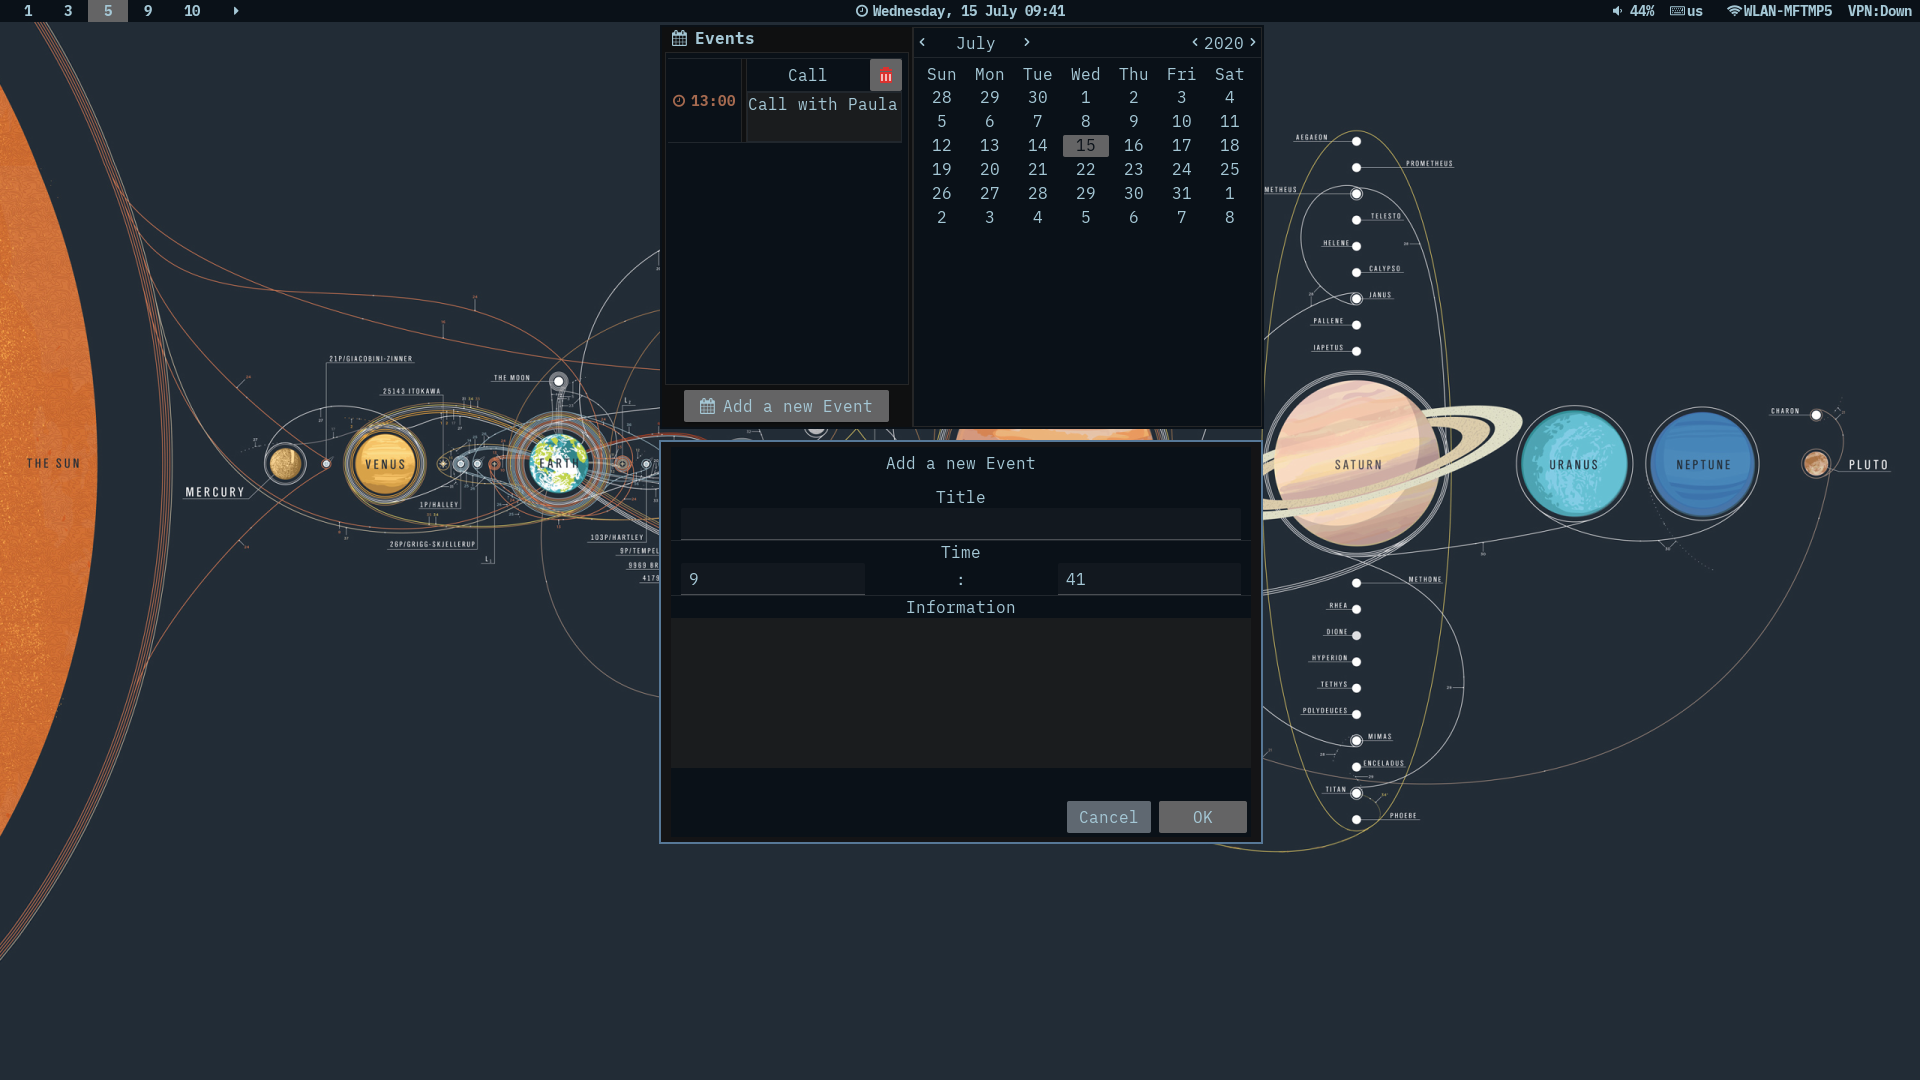 1 3 5 9 10
Wednesday, 15 July 09:41
44% us WLAN-MFTMP5 VPN:Down
Events
13:00
Call
Call with Paula
Add a new Event
July 2020
Sun Mon Tue Wed Thu Fri Sat
28 29 30 1 2 3 4
5 6 7 8 9 10 11
12 13 14 15 16 17 18
19 20 21 22 23 24 25
26 27 28 29 30 31 1
2 3 4 5 6 7 8
Add a new Event
Title
Time
9 : 41
Information
Cancel OK
THE SUN
MERCURY
21P/GIACOBINI-ZINNER
25143 ITOKAWA
VENUS
1P/HALLEY
26P/GRIGG-SKJELLERUP
THE MOON
EARTH
103P/HARTLEY
9P/TEMPEL
AEGAEON
PROMETHEUS
METHEUS
TELESTO
HELENE
CALYPSO
JANUS
PALLENE
IAPETUS
SATURN
METHONE
RHEA
DIONE
HYPERION
TETHYS
POLYDEUCES
MIMAS
ENCELADUS
TITAN
PHOEBE
URANUS
NEPTUNE
CHARON
PLUTO